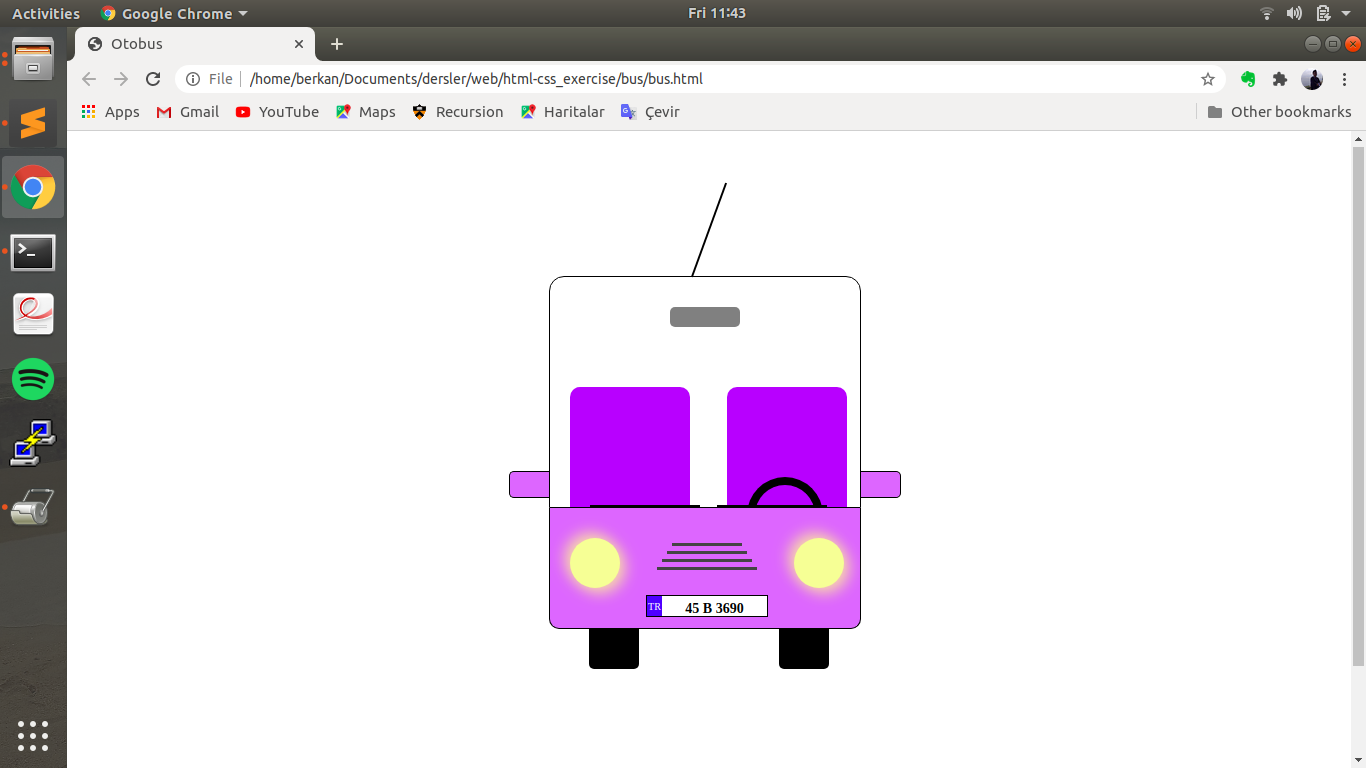 Activities Google Chrome Fri 11:43
Otobus
File /home/berkan/Documents/dersler/web/html-css_exercise/bus/bus.html
Apps Gmail YouTube Maps Recursion Haritalar Çevir Other bookmarks
TR 45 B 3690